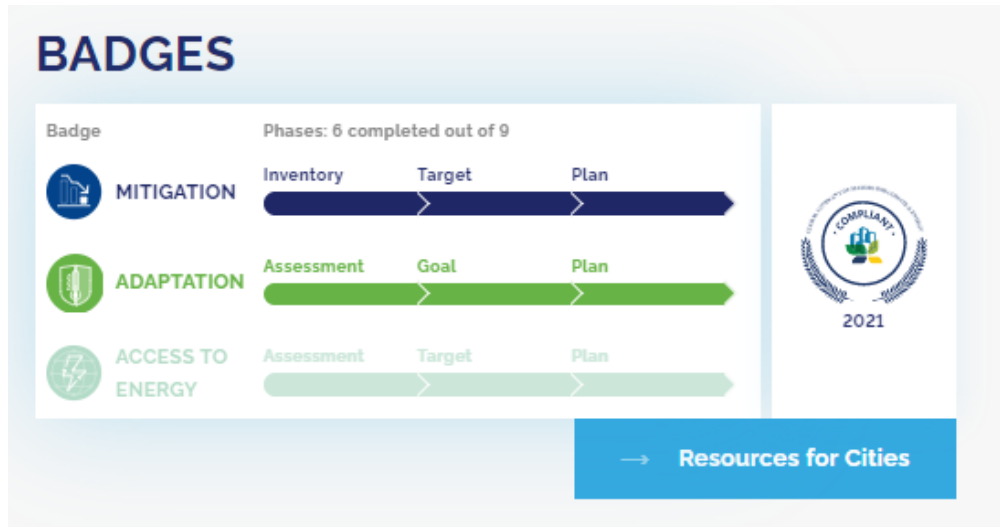 BADGES
Badge
Phases: 6 completed out of 9
MITIGATION
Inventory
Target
Plan
ADAPTATION
Assessment
Goal
Plan
ACCESS TO
ENERGY
Assessment
Target
Plan
· COMPLIANT ·
2021
→ Resources for Cities